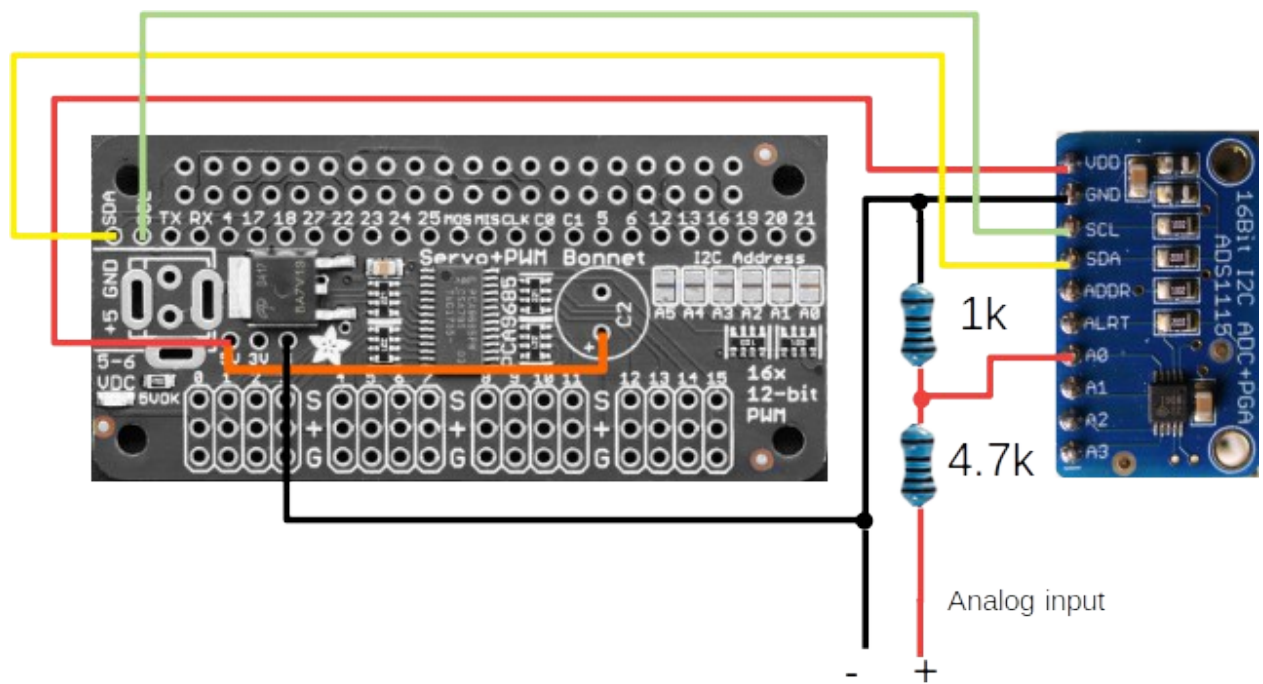 SDA
SCL
TX RX 4 17 18 27 22 23 24 25 MOS MIS CLK C0 C1 5 6 12 13 16 19 20 21
Servo+PWM Bonnet
I2C Address
A5 A4 A3 A2 A1 A0
+5 GND
PCA9685
C2
+
5V 3V
5-6
VDC
5VOK
0 1 2 3 4 5 6 7 8 9 10 11 12 13 14 15
S S S
+ + +
G G G
16x
12-bit
PWM
VDD
GND
SCL
SDA
ADDR
ALRT
A0
A1
A2
A3
16Bit I2C ADC+PGA
ADS1115
1k
4.7k
Analog input
- +